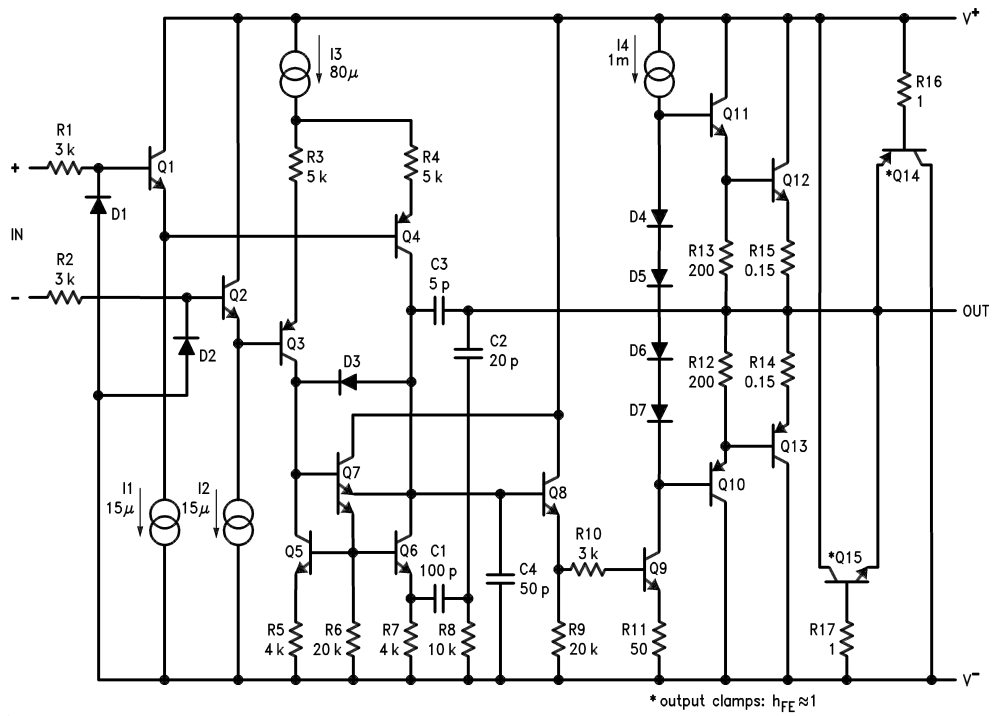 V+
I3
80µ
I4
1m
R16
1
Q11
R1
3 k
+
Q1
R3
5 k
R4
5 k
Q12
*Q14
D1
IN
Q4
D4
R13
200
R15
0.15
R2
3 k
−
Q2
C3
5 p
D5
OUT
Q3
D2
C2
20 p
D3
D6
R12
200
R14
0.15
D7
Q13
Q7
Q10
I1
15µ
I2
15µ
Q8
Q5
Q6
C1
100 p
C4
50 p
R10
3 k
Q9
*Q15
R5
4 k
R6
20 k
R7
4 k
R8
10 k
R9
20 k
R11
50
R17
1
V−
* output clamps: hFE≈1